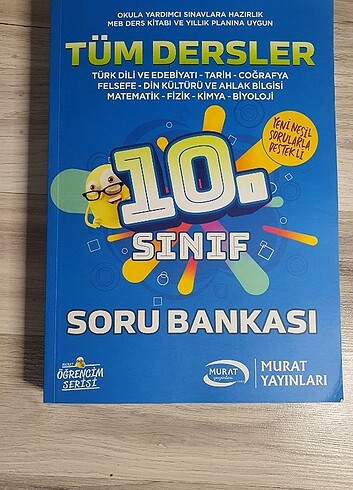 OKULA YARDIMCI SINAVLARA HAZIRLIK
MEB DERS KİTABI VE YILLIK PLANINA UYGUN
TÜM DERSLER
TÜRK DİLİ VE EDEBİYATI - TARİH - COĞRAFYA
FELSEFE - DİN KÜLTÜRÜ VE AHLAK BİLGİSİ
MATEMATİK - FİZİK - KİMYA - BİYOLOJİ
YENİ NESİL
SORULARLA
DESTEKLİ
10.
SINIF
SORU BANKASI
MURAT
ÖĞRENCİM
SERİSİ
MURAT
yayınları
MURAT
YAYINLARI